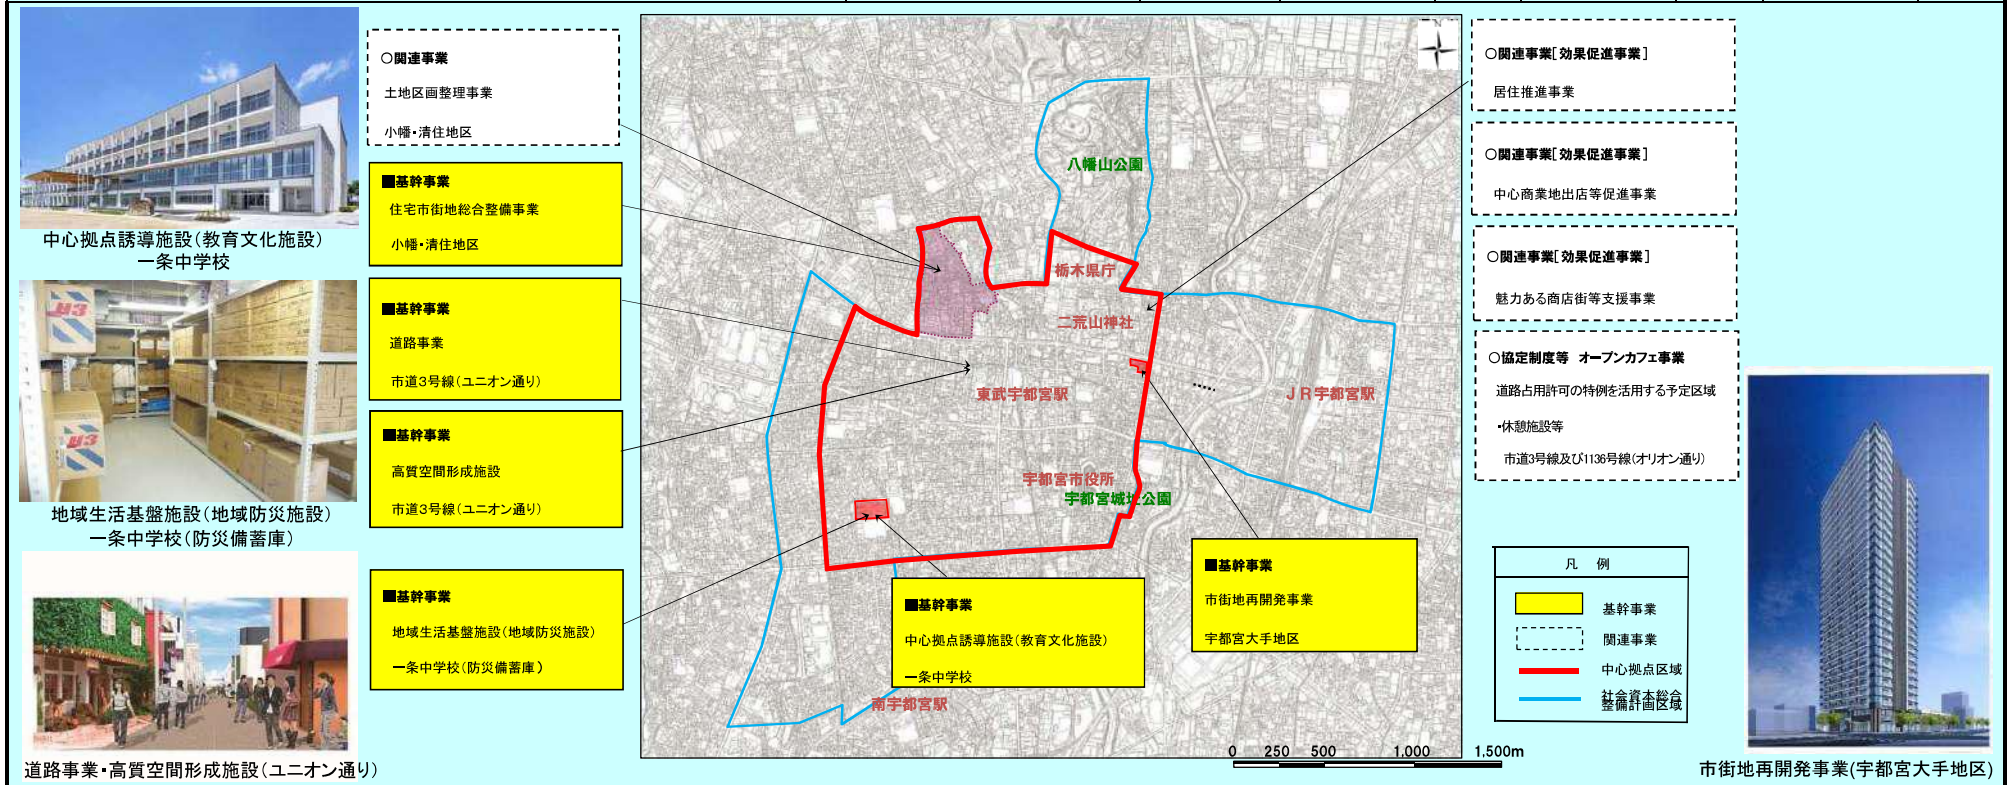 中心拠点誘導施設(教育文化施設)
一条中学校
地域生活基盤施設(地域防災施設)
一条中学校(防災備蓄庫)
道路事業・高質空間形成施設(ユニオン通り)
○関連事業
土地区画整理事業
小幡・清住地区
■基幹事業
住宅市街地総合整備事業
小幡・清住地区
■基幹事業
道路事業
市道3号線(ユニオン通り)
■基幹事業
高質空間形成施設
市道3号線(ユニオン通り)
■基幹事業
地域生活基盤施設(地域防災施設)
一条中学校(防災備蓄庫)
八幡山公園
栃木県庁
二荒山神社
東武宇都宮駅
JR宇都宮駅
宇都宮市役所
宇都宮城址公園
南宇都宮駅
■基幹事業
中心拠点誘導施設(教育文化施設)
一条中学校
■基幹事業
市街地再開発事業
宇都宮大手地区
0 250 500 1,000 1,500m
○関連事業[効果促進事業]
居住推進事業
○関連事業[効果促進事業]
中心商業地出店等促進事業
○関連事業[効果促進事業]
魅力ある商店街等支援事業
○協定制度等 オープンカフェ事業
道路占用許可の特例を活用する予定区域
・休憩施設等
市道3号線及び1136号線(オリオン通り)
凡 例
基幹事業
関連事業
中心拠点区域
社会資本総合
整備計画区域
市街地再開発事業(宇都宮大手地区)